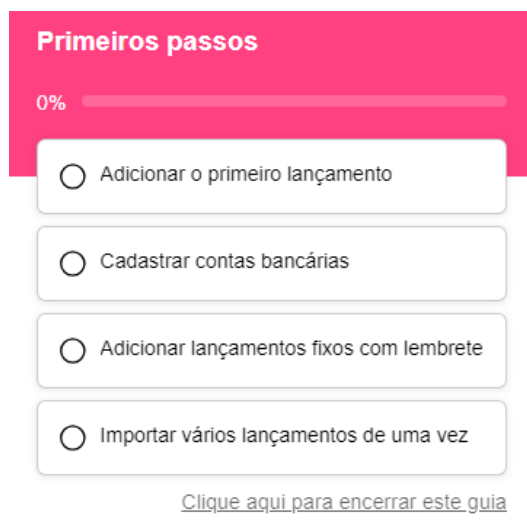 Primeiros passos
0%
Adicionar o primeiro lançamento
Cadastrar contas bancárias
Adicionar lançamentos fixos com lembrete
Importar vários lançamentos de uma vez
Clique aqui para encerrar este guia